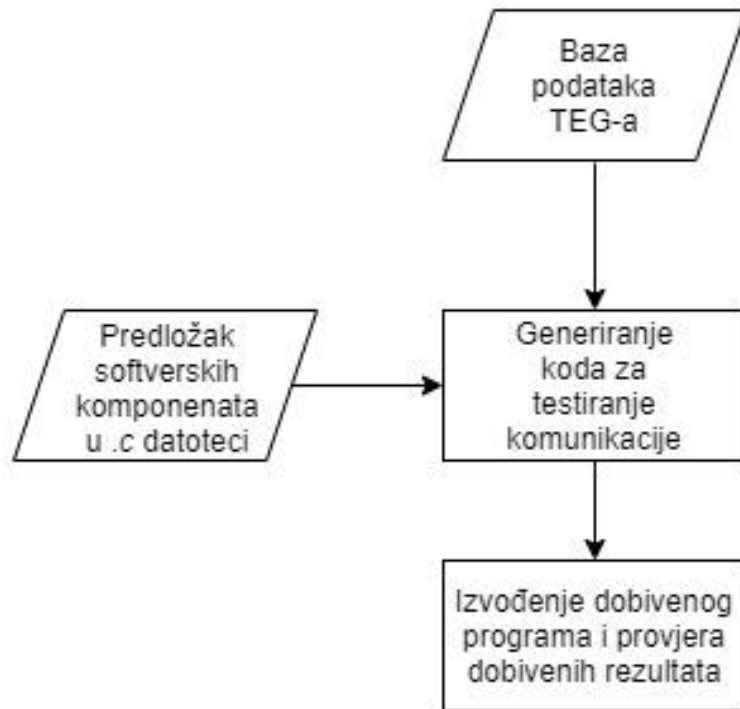 Baza
podataka
TEG-a
Predložak
softverskih
komponenata
u .c datoteci
Generiranje
koda za
testiranje
komunikacije
Izvođenje dobivenog
programa i provjera
dobivenih rezultata